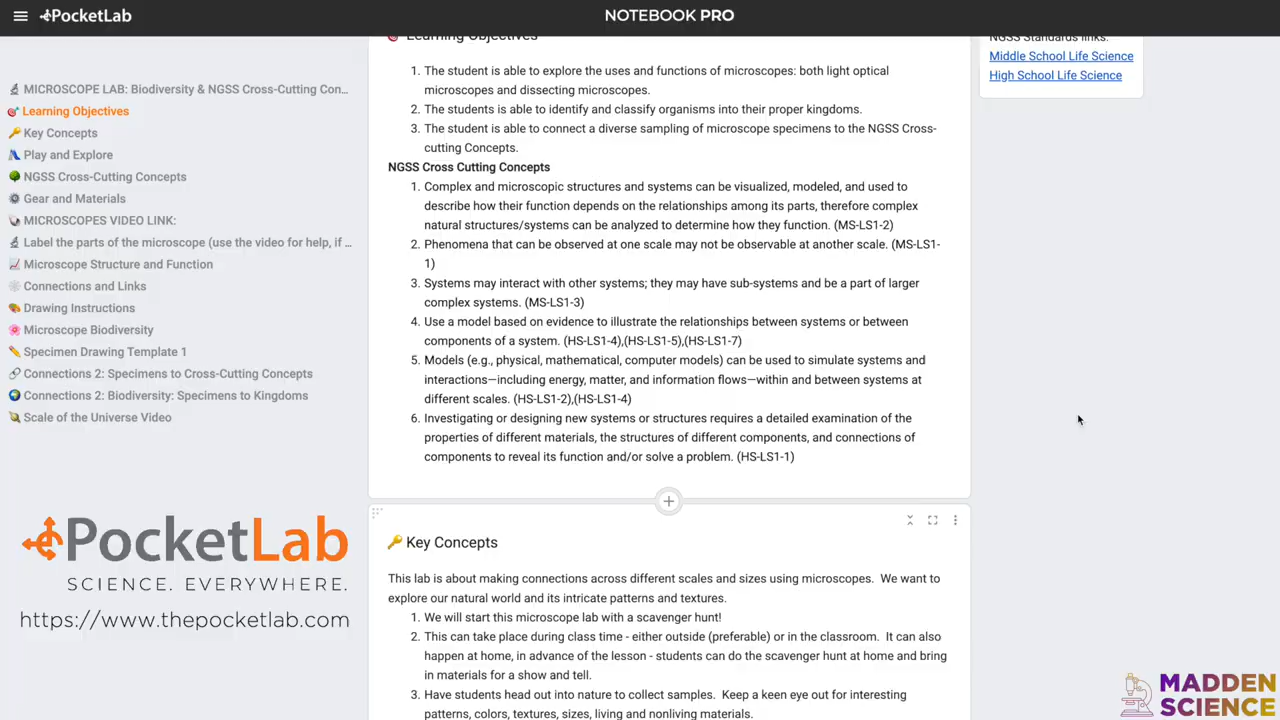 PocketLab
NOTEBOOK PRO
MICROSCOPE LAB: Biodiversity & NGSS Cross-Cutting Con...
Learning Objectives
Key Concepts
Play and Explore
NGSS Cross-Cutting Concepts
Gear and Materials
MICROSCOPES VIDEO LINK:
Label the parts of the microscope (use the video for help, if ...
Microscope Structure and Function
Connections and Links
Drawing Instructions
Microscope Biodiversity
Specimen Drawing Template 1
Connections 2: Specimens to Cross-Cutting Concepts
Connections 2: Biodiversity: Specimens to Kingdoms
Scale of the Universe Video
PocketLab
SCIENCE. EVERYWHERE.
https://www.thepocketlab.com
Learning Objectives
1. The student is able to explore the uses and functions of microscopes: both light optical
microscopes and dissecting microscopes.
2. The students is able to identify and classify organisms into their proper kingdoms.
3. The student is able to connect a diverse sampling of microscope specimens to the NGSS Cross-
cutting Concepts.
NGSS Cross Cutting Concepts
1. Complex and microscopic structures and systems can be visualized, modeled, and used to
describe how their function depends on the relationships among its parts, therefore complex
natural structures/systems can be analyzed to determine how they function. (MS-LS1-2)
2. Phenomena that can be observed at one scale may not be observable at another scale. (MS-LS1-
1)
3. Systems may interact with other systems; they may have sub-systems and be a part of larger
complex systems. (MS-LS1-3)
4. Use a model based on evidence to illustrate the relationships between systems or between
components of a system. (HS-LS1-4),(HS-LS1-5),(HS-LS1-7)
5. Models (e.g., physical, mathematical, computer models) can be used to simulate systems and
interactions—including energy, matter, and information flows—within and between systems at
different scales. (HS-LS1-2),(HS-LS1-4)
6. Investigating or designing new systems or structures requires a detailed examination of the
properties of different materials, the structures of different components, and connections of
components to reveal its function and/or solve a problem. (HS-LS1-1)
Key Concepts
This lab is about making connections across different scales and sizes using microscopes. We want to
explore our natural world and its intricate patterns and textures.
1. We will start this microscope lab with a scavenger hunt!
2. This can take place during class time - either outside (preferable) or in the classroom. It can also
happen at home, in advance of the lesson - students can do the scavenger hunt at home and bring
in materials for a show and tell.
3. Have students head out into nature to collect samples. Keep a keen eye out for interesting
patterns, colors, textures, sizes, living and nonliving materials.
NGSS Standards links:
Middle School Life Science
High School Life Science
MADDEN
SCIENCE